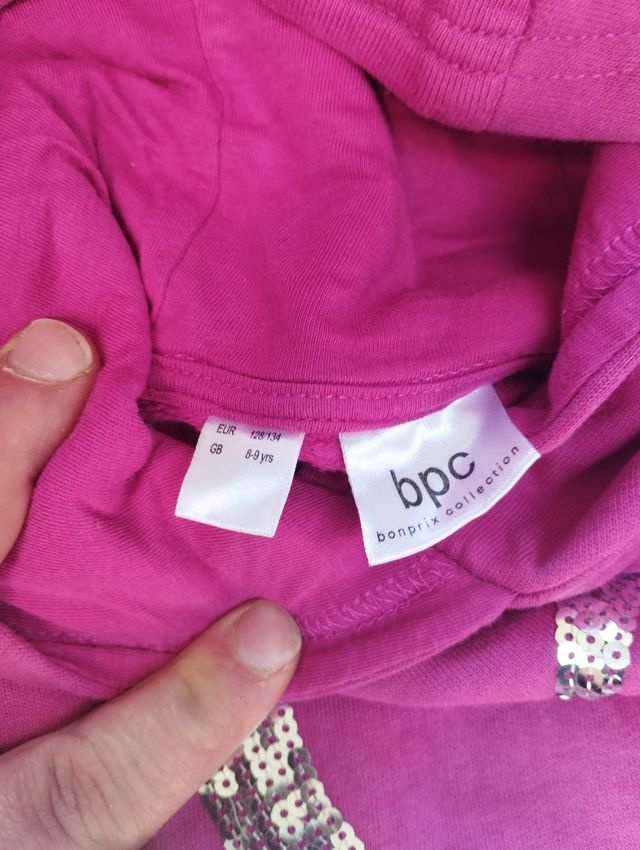 EUR 128/134
GB 8-9 yrs
bpc
bonprix collection